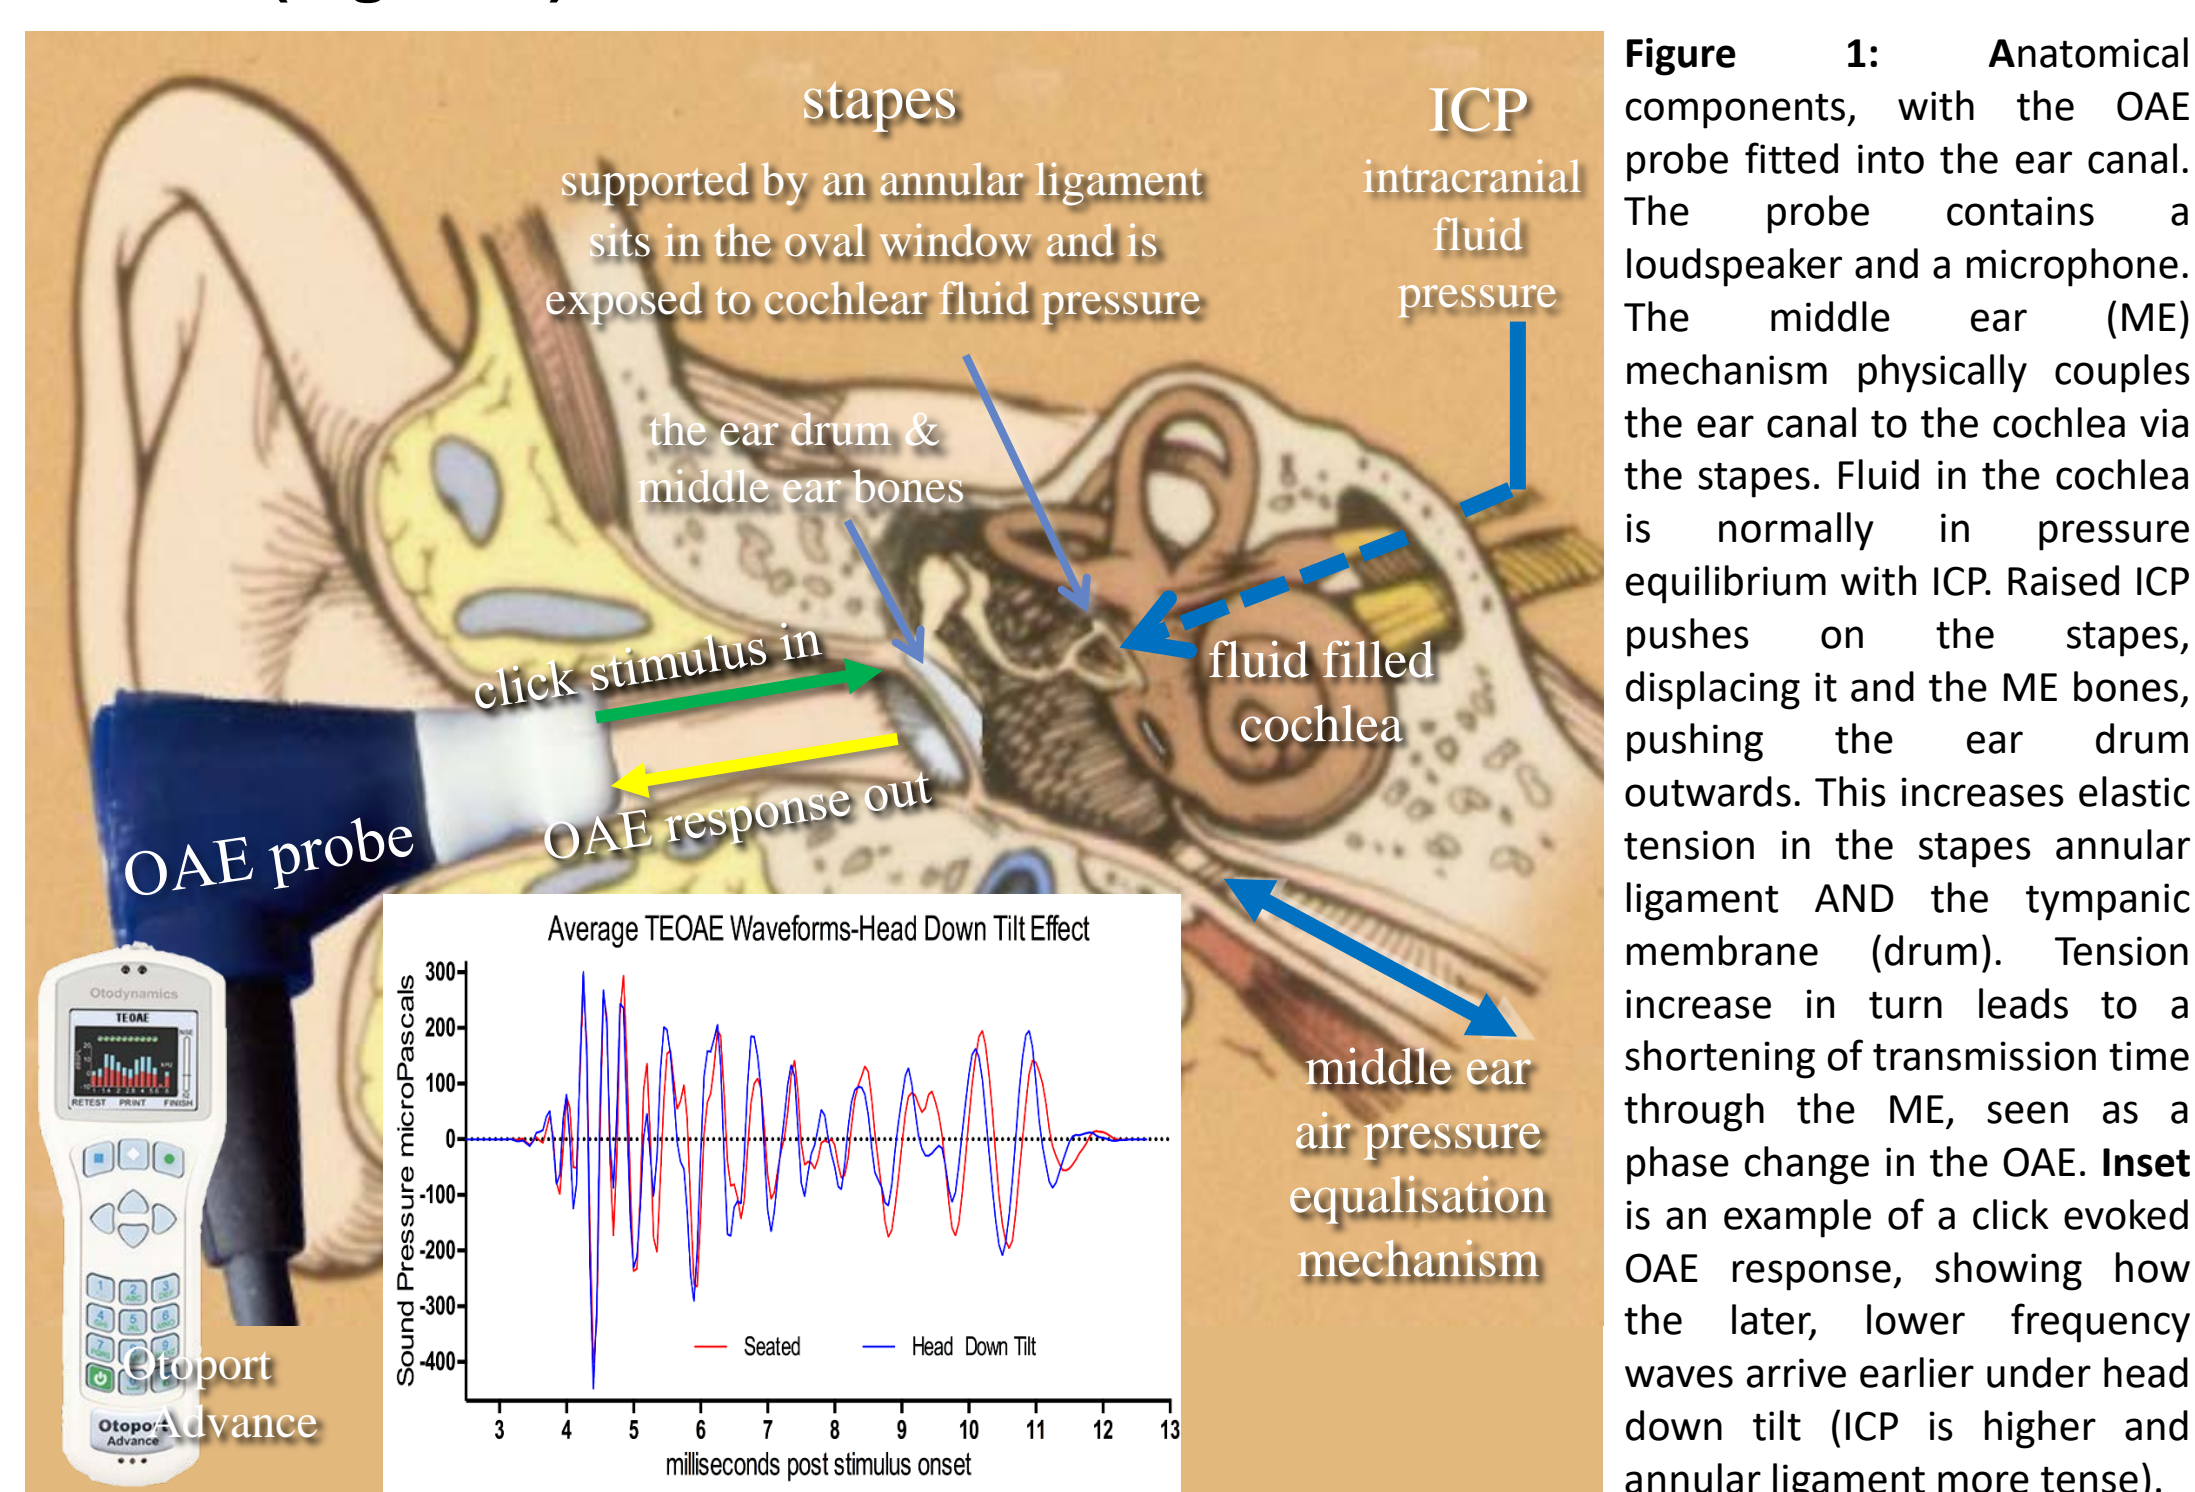 stapes
supported by an annular ligament
sits in the oval window and is
exposed to cochlear fluid pressure
ICP
intracranial
fluid
pressure
the ear drum &
middle ear bones
click stimulus in
OAE response out
OAE probe
fluid filled
cochlea
middle ear
air pressure
equalisation
mechanism
Otodynamics
TEOAE
RETEST PRINT FINISH
Otoport
Advance
Otoport
Advance
Average TEOAE Waveforms-Head Down Tilt Effect
Sound Pressure microPascals
300
200
100
0
-100
-200
-300
-400
Seated
Head Down Tilt
3 4 5 6 7 8 9 10 11 12 13
milliseconds post stimulus onset
Figure 1: Anatomical
components, with the OAE
probe fitted into the ear canal.
The probe contains a
loudspeaker and a microphone.
The middle ear (ME)
mechanism physically couples
the ear canal to the cochlea via
the stapes. Fluid in the cochlea
is normally in pressure
equilibrium with ICP. Raised ICP
pushes on the stapes,
displacing it and the ME bones,
pushing the ear drum
outwards. This increases elastic
tension in the stapes annular
ligament AND the tympanic
membrane (drum). Tension
increase in turn leads to a
shortening of transmission time
through the ME, seen as a
phase change in the OAE. Inset
is an example of a click evoked
OAE response, showing how
the later, lower frequency
waves arrive earlier under head
down tilt (ICP is higher and
annular ligament more tense).